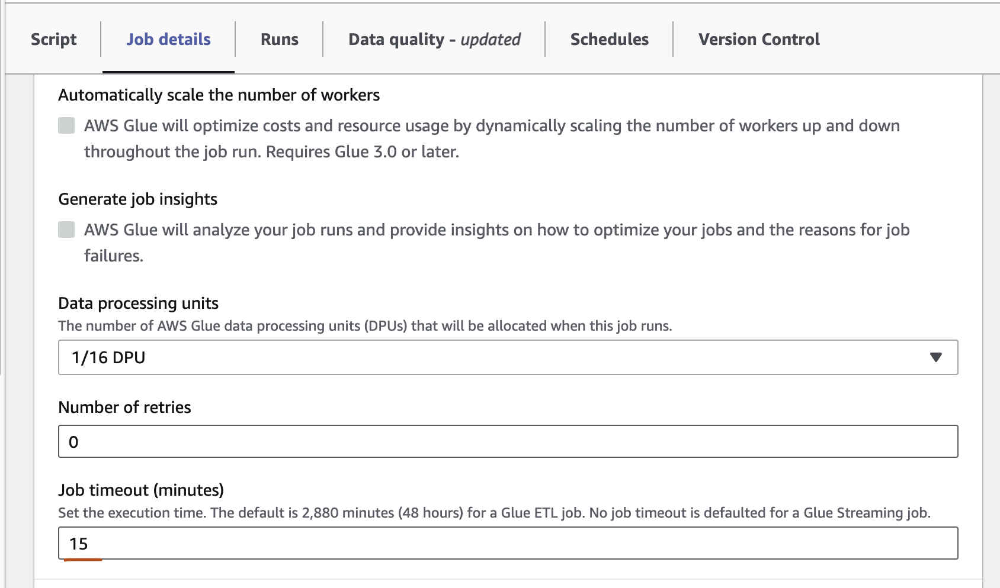 Script
Job details
Runs
Data quality - updated
Schedules
Version Control
Automatically scale the number of workers
AWS Glue will optimize costs and resource usage by dynamically scaling the number of workers up and down
throughout the job run. Requires Glue 3.0 or later.
Generate job insights
AWS Glue will analyze your job runs and provide insights on how to optimize your jobs and the reasons for job
failures.
Data processing units
The number of AWS Glue data processing units (DPUs) that will be allocated when this job runs.
1/16 DPU
Number of retries
0
Job timeout (minutes)
Set the execution time. The default is 2,880 minutes (48 hours) for a Glue ETL job. No job timeout is defaulted for a Glue Streaming job.
15